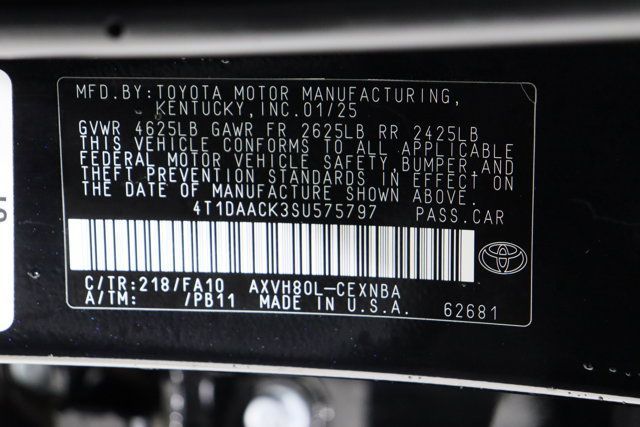 MFD.BY:TOYOTA MOTOR MANUFACTURING,
KENTUCKY,INC.01/25
GVWR 4625LB GAWR FR 2625LB RR 2425LB
THIS VEHICLE CONFORMS TO ALL APPLICABLE
FEDERAL MOTOR VEHICLE SAFETY, BUMPER AND
THEFT PREVENTION STANDARDS IN EFFECT ON
THE DATE OF MANUFACTURE SHOWN ABOVE.
4T1DAACK3SU575797 PASS.CAR
C/TR:218/FA10 AXVH80L-CEXNBA
A/TM: /PB11 MADE IN U.S.A. 62681